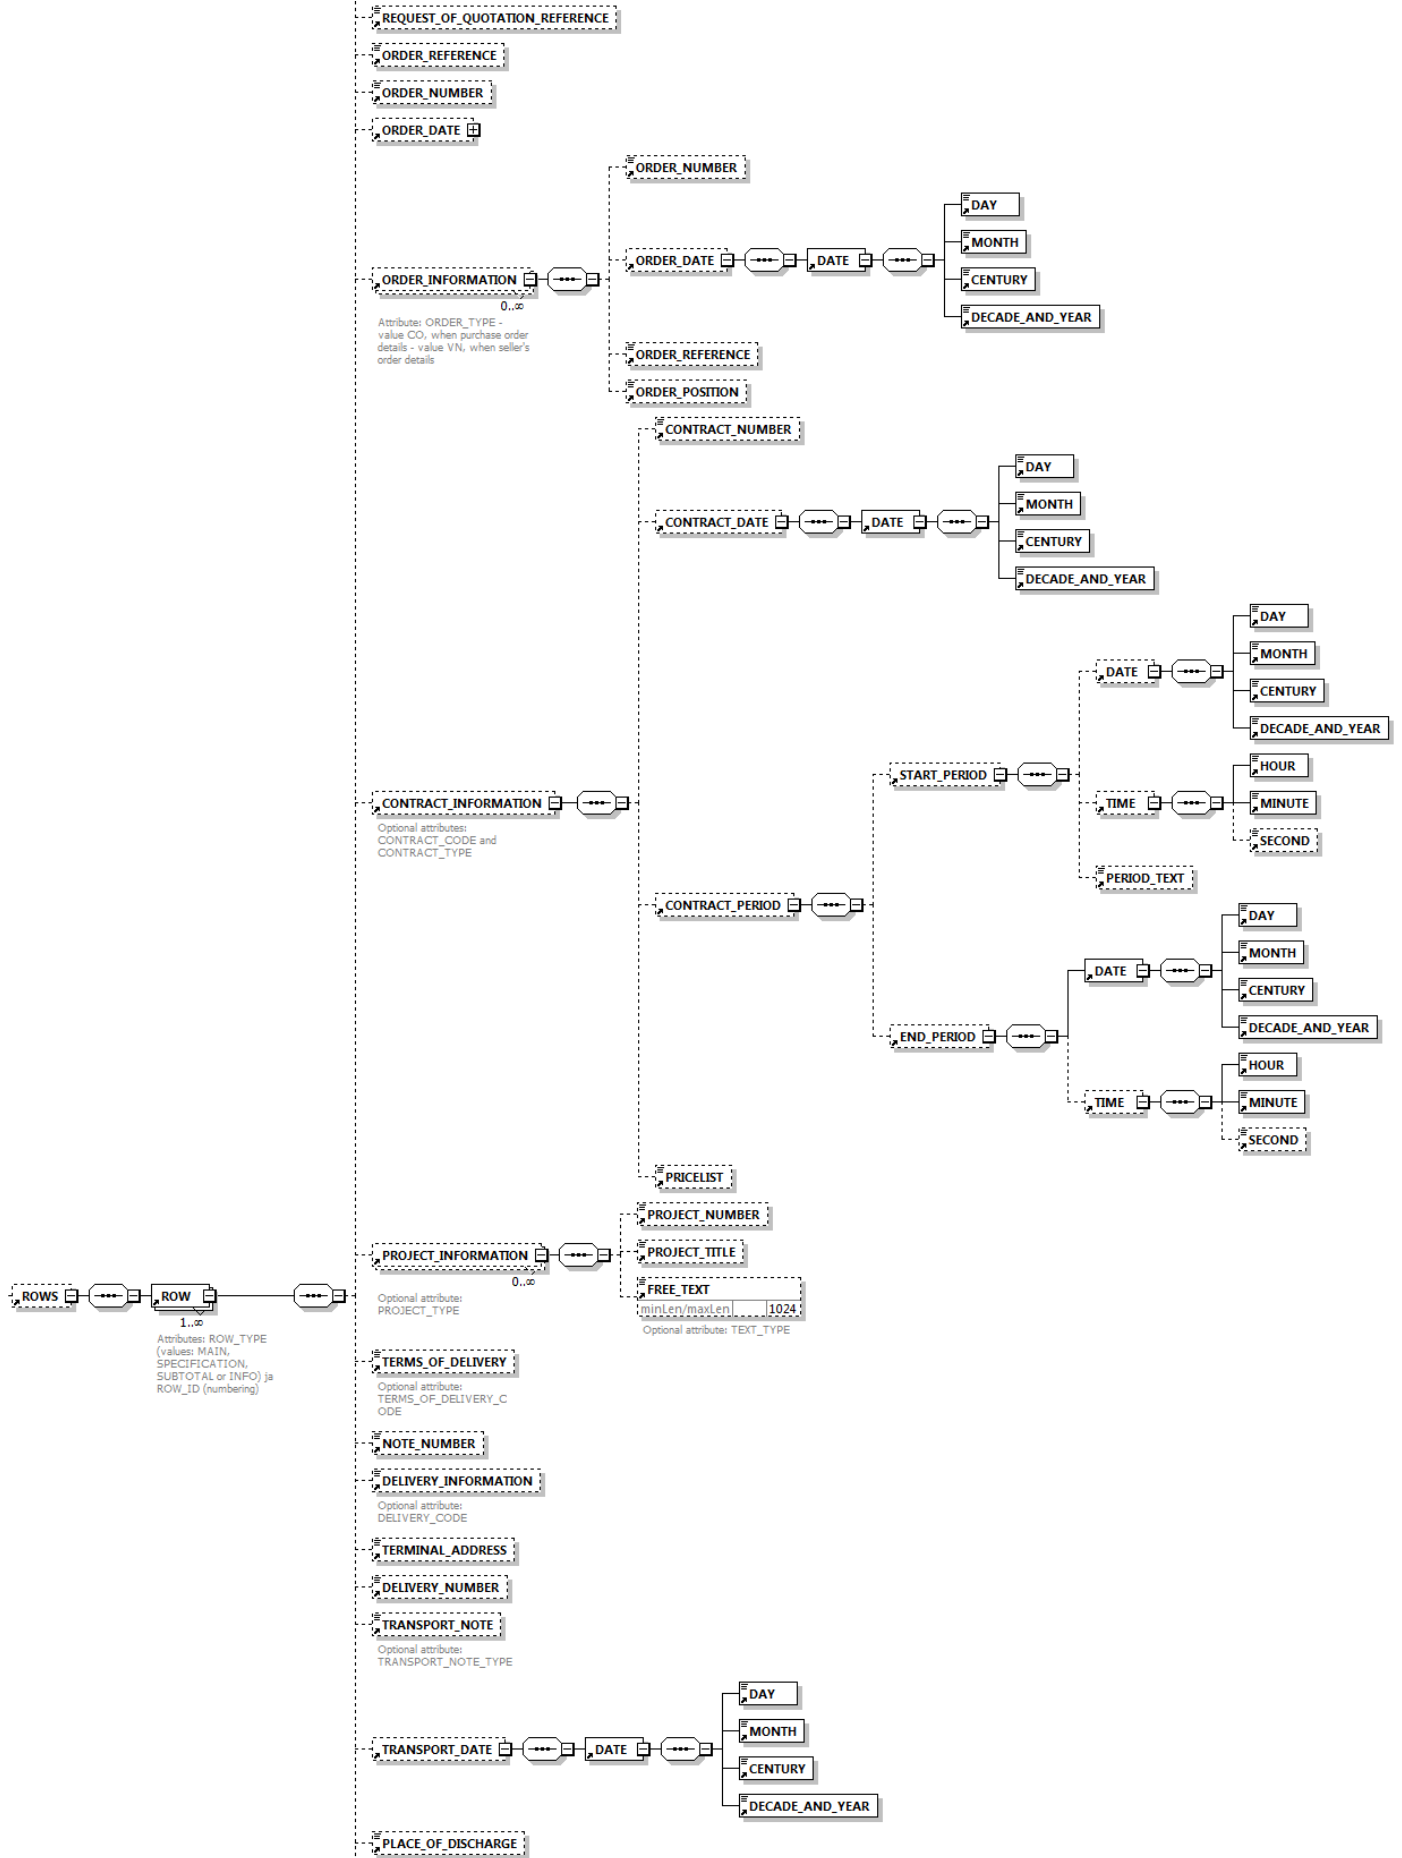 REQUEST_OF_QUOTATION_REFERENCE
ORDER_REFERENCE
ORDER_NUMBER
ORDER_DATE
ORDER_INFORMATION
0..∞
Attribute: ORDER_TYPE -
value CO, when purchase order
details - value VN, when seller's
order details
ORDER_NUMBER
ORDER_DATE
DATE
DAY
MONTH
CENTURY
DECADE_AND_YEAR
ORDER_REFERENCE
ORDER_POSITION
CONTRACT_INFORMATION
Optional attributes:
CONTRACT_CODE and
CONTRACT_TYPE
CONTRACT_NUMBER
CONTRACT_DATE
DATE
DAY
MONTH
CENTURY
DECADE_AND_YEAR
CONTRACT_PERIOD
START_PERIOD
DATE
DAY
MONTH
CENTURY
DECADE_AND_YEAR
TIME
HOUR
MINUTE
SECOND
PERIOD_TEXT
END_PERIOD
DATE
DAY
MONTH
CENTURY
DECADE_AND_YEAR
TIME
HOUR
MINUTE
SECOND
PRICELIST
PROJECT_INFORMATION
0..∞
Optional attribute:
PROJECT_TYPE
PROJECT_NUMBER
PROJECT_TITLE
FREE_TEXT
minLen/maxLen 1024
Optional attribute: TEXT_TYPE
ROWS
ROW
1..∞
Attributes: ROW_TYPE
(values: MAIN,
SPECIFICATION,
SUBTOTAL or INFO) ja
ROW_ID (numbering)
TERMS_OF_DELIVERY
Optional attribute:
TERMS_OF_DELIVERY_C
ODE
NOTE_NUMBER
DELIVERY_INFORMATION
Optional attribute:
DELIVERY_CODE
TERMINAL_ADDRESS
DELIVERY_NUMBER
TRANSPORT_NOTE
Optional attribute:
TRANSPORT_NOTE_TYPE
TRANSPORT_DATE
DATE
DAY
MONTH
CENTURY
DECADE_AND_YEAR
PLACE_OF_DISCHARGE